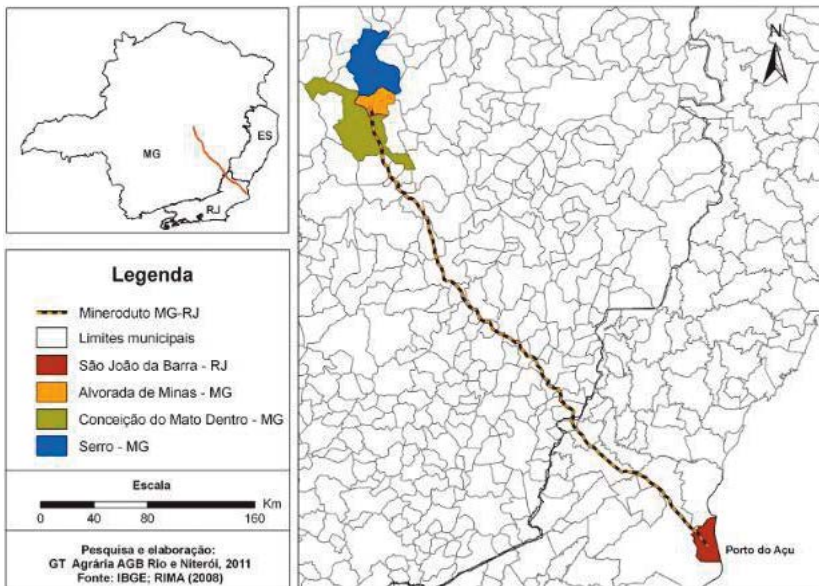 MG
ES
RJ
N
Legenda
Mineroduto MG-RJ
Limites municipais
São João da Barra - RJ
Alvorada de Minas - MG
Conceição do Mato Dentro - MG
Serro - MG
Escala
Km
0 40 80 160
Pesquisa e elaboração:
GT Agrária AGB Rio e Niterói, 2011
Fonte: IBGE; RIMA (2008)
Porto do Açu